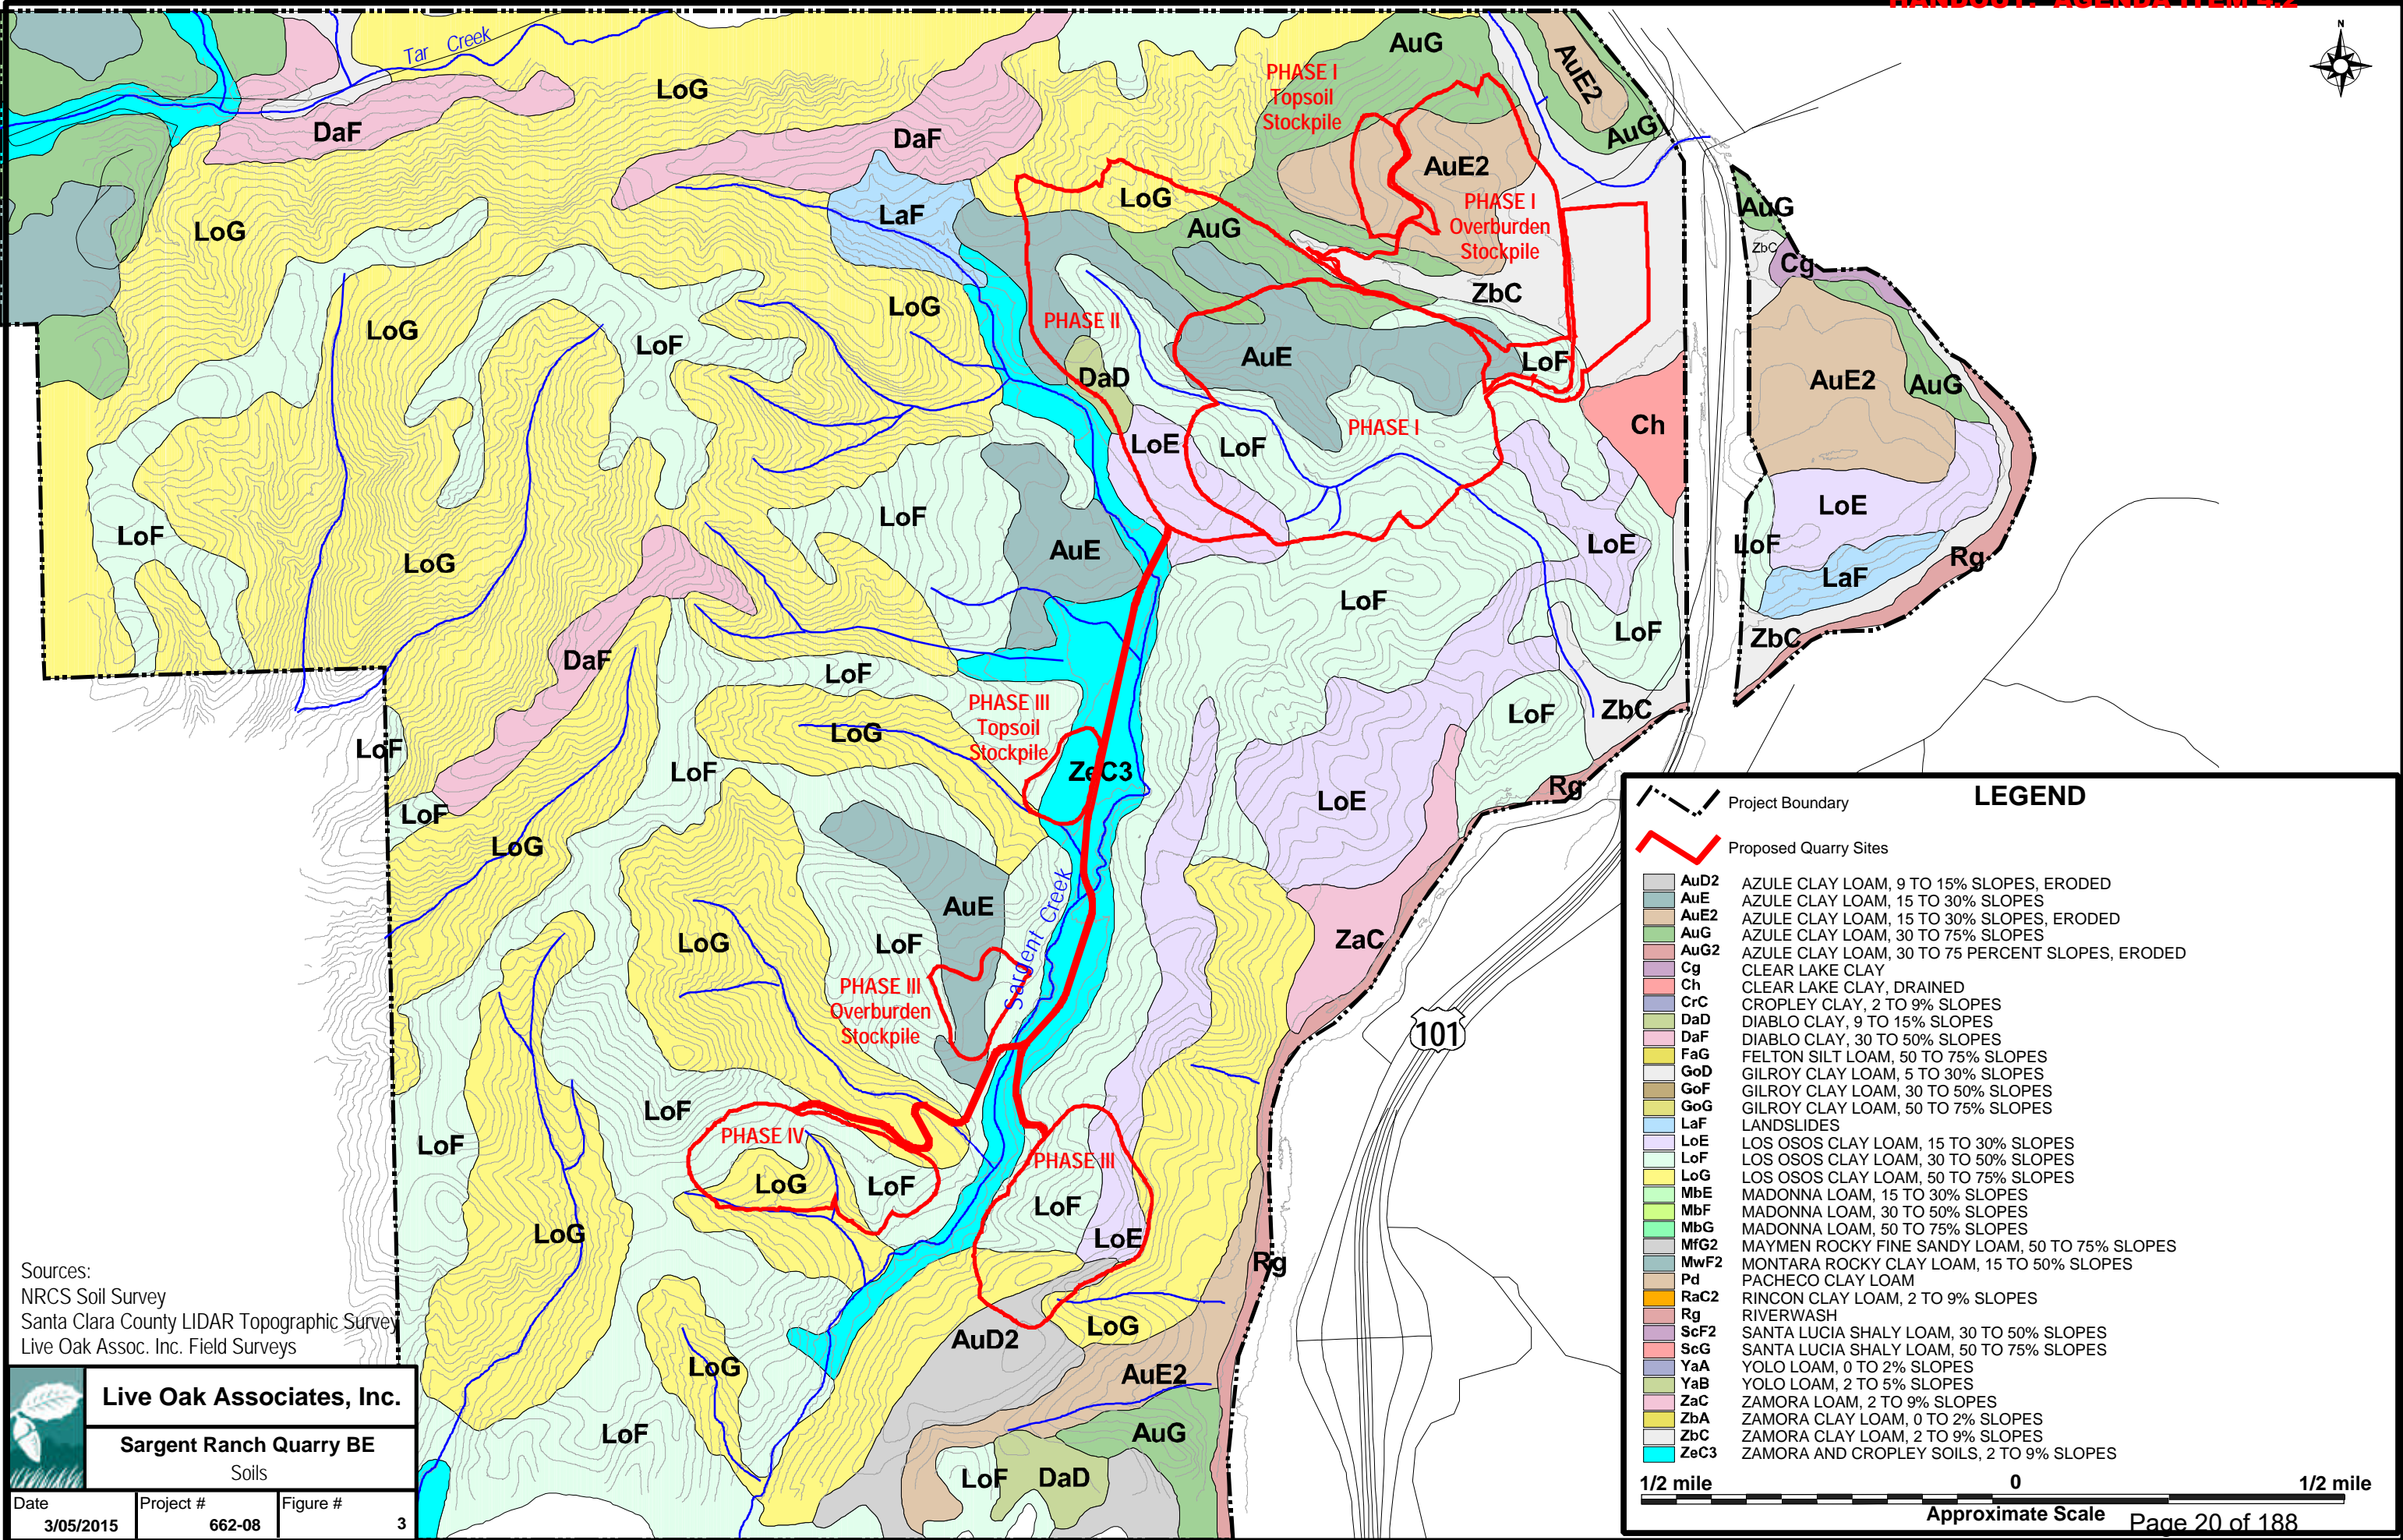 HANDOUT: AGENDA ITEM 4.2
N
Tar Creek
LoG
DaF
DaF
LoG
LaF
LoG
LoG
LoF
PHASE I
Topsoil
Stockpile
AuG
AuE2
AuG
AuE2
LoG
AuG
PHASE I
Overburden
Stockpile
ZbC
AuG
ZbC
Cg
PHASE II
AuE
LoF
DaD
AuE2
AuG
Ch
LoE
LoF
PHASE I
LoF
LoF
LoG
AuE
LoE
LoE
LoF
LaF
Rg
LoF
LoF
ZbC
DaF
LoF
PHASE III
Topsoil
Stockpile
LoG
LoF
ZbC
LoF
LoF
ZeC3
LoF
Rg
LoE
LoG
AuE
LoG
LoF
Sargent Creek
ZaC
PHASE III
Overburden
Stockpile
101
LoF
LoF
PHASE IV
LoG
LoF
PHASE III
LoF
LoE
LoG
Rg
AuD2
LoG
LoG
AuE2
LoF
AuG
LoF
DaD
LEGEND
Project Boundary
Proposed Quarry Sites
AuD2 AZULE CLAY LOAM, 9 TO 15% SLOPES, ERODED
AuE AZULE CLAY LOAM, 15 TO 30% SLOPES
AuE2 AZULE CLAY LOAM, 15 TO 30% SLOPES, ERODED
AuG AZULE CLAY LOAM, 30 TO 75% SLOPES
AuG2 AZULE CLAY LOAM, 30 TO 75 PERCENT SLOPES, ERODED
Cg CLEAR LAKE CLAY
Ch CLEAR LAKE CLAY, DRAINED
CrC CROPLEY CLAY, 2 TO 9% SLOPES
DaD DIABLO CLAY, 9 TO 15% SLOPES
DaF DIABLO CLAY, 30 TO 50% SLOPES
FaG FELTON SILT LOAM, 50 TO 75% SLOPES
GoD GILROY CLAY LOAM, 5 TO 30% SLOPES
GoF GILROY CLAY LOAM, 30 TO 50% SLOPES
GoG GILROY CLAY LOAM, 50 TO 75% SLOPES
LaF LANDSLIDES
LoE LOS OSOS CLAY LOAM, 15 TO 30% SLOPES
LoF LOS OSOS CLAY LOAM, 30 TO 50% SLOPES
LoG LOS OSOS CLAY LOAM, 50 TO 75% SLOPES
MbE MADONNA LOAM, 15 TO 30% SLOPES
MbF MADONNA LOAM, 30 TO 50% SLOPES
MbG MADONNA LOAM, 50 TO 75% SLOPES
MfG2 MAYMEN ROCKY FINE SANDY LOAM, 50 TO 75% SLOPES
MwF2 MONTARA ROCKY CLAY LOAM, 15 TO 50% SLOPES
Pd PACHECO CLAY LOAM
RaC2 RINCON CLAY LOAM, 2 TO 9% SLOPES
Rg RIVERWASH
ScF2 SANTA LUCIA SHALY LOAM, 30 TO 50% SLOPES
ScG SANTA LUCIA SHALY LOAM, 50 TO 75% SLOPES
YaA YOLO LOAM, 0 TO 2% SLOPES
YaB YOLO LOAM, 2 TO 5% SLOPES
ZaC ZAMORA LOAM, 2 TO 9% SLOPES
ZbA ZAMORA CLAY LOAM, 0 TO 2% SLOPES
ZbC ZAMORA CLAY LOAM, 2 TO 9% SLOPES
ZeC3 ZAMORA AND CROPLEY SOILS, 2 TO 9% SLOPES
1/2 mile 0 1/2 mile
Approximate Scale
Page 20 of 188
Sources:
NRCS Soil Survey
Santa Clara County LIDAR Topographic Survey
Live Oak Assoc. Inc. Field Surveys
Live Oak Associates, Inc.
Sargent Ranch Quarry BE
Soils
Date Project # Figure #
3/05/2015 662-08 3